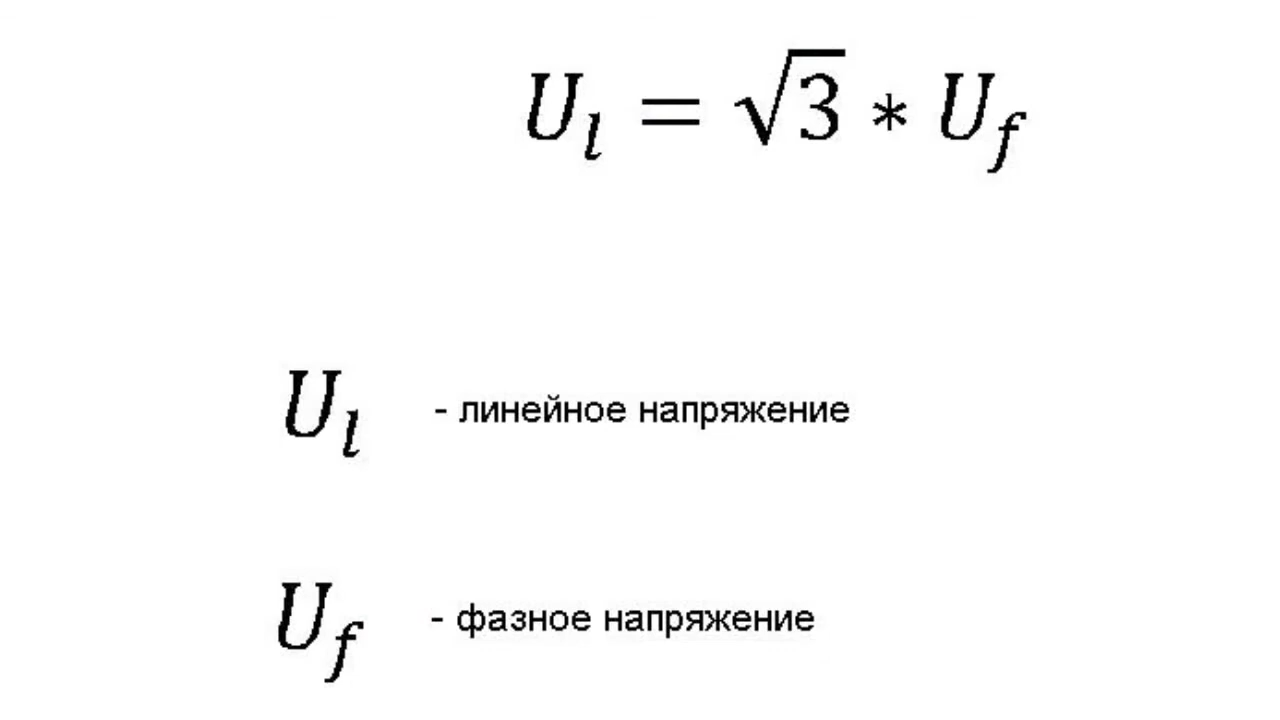 U_l = √3 * U_f
U_l - линейное напряжение
U_f - фазное напряжение